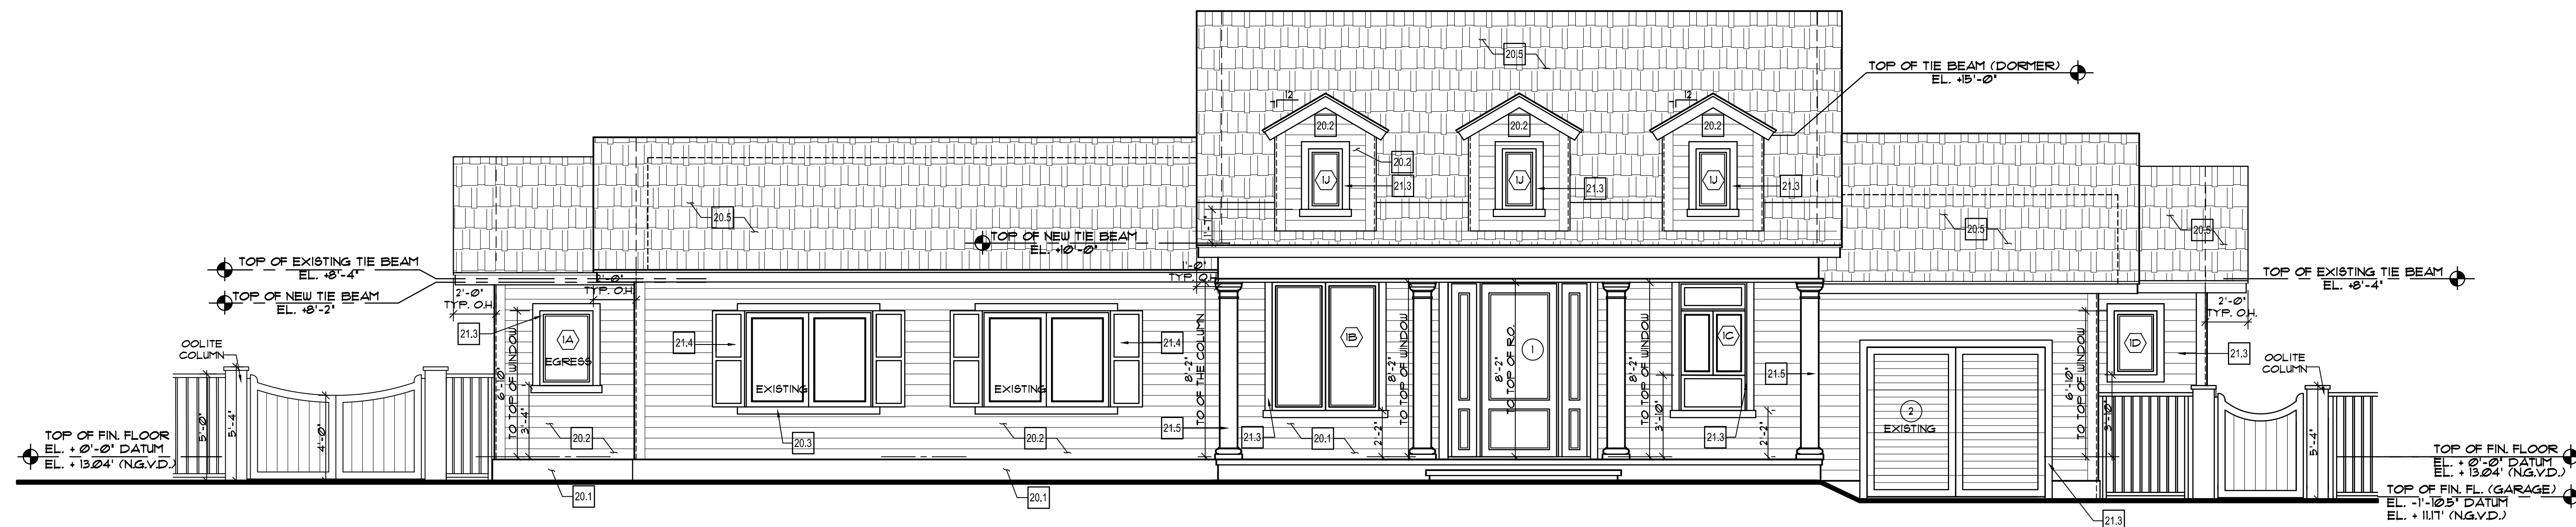 20.5
TOP OF TIE BEAM (DORMER)
EL. +15'-0"
12
12
20.2
20.2
20.2
20.2
1J
1J
1J
21.3
21.3
21.3
20.5
20.5
20.5
1'-1"
TOP OF NEW TIE BEAM
EL. +10'-0"
TOP OF EXISTING TIE BEAM
EL. +8'-4"
TOP OF NEW TIE BEAM
EL. +8'-2"
2'-0"
TYP. O.H.
2'-0"
TYP. O.H.
1'-0"
TYP. O.H.
TOP OF EXISTING TIE BEAM
EL. +8'-4"
2'-0"
TYP. O.H.
21.3
1A
EGRESS
21.4
EXISTING
EXISTING
21.4
1B
1
1C
21.5
1D
21.3
OOLITE
COLUMN
OOLITE
COLUMN
6'-10"
TO TOP OF WINDOW
3'-4"
8'-2"
TO OF THE COLUMN
8'-2"
TO TOP OF WINDOW
2'-2"
8'-2"
TO TOP OF R.O.
8'-2"
TO TOP OF WINDOW
3'-10"
2'-2"
6'-10"
TO TOP OF WINDOW
3'-10"
5'-0"
5'-4"
4'-0"
5'-4"
2
EXISTING
20.2
20.3
20.2
21.5
21.3
20.1
21.3
TOP OF FIN. FLOOR
EL. + 0'-0" DATUM
EL. + 13.04' (N.G.V.D.)
TOP OF FIN. FLOOR
EL. + 0'-0" DATUM
EL. + 13.04' (N.G.V.D.)
TOP OF FIN. FL. (GARAGE)
EL. -1'-10.5" DATUM
EL. + 11.17' (N.G.V.D.)
20.1
20.1
21.3